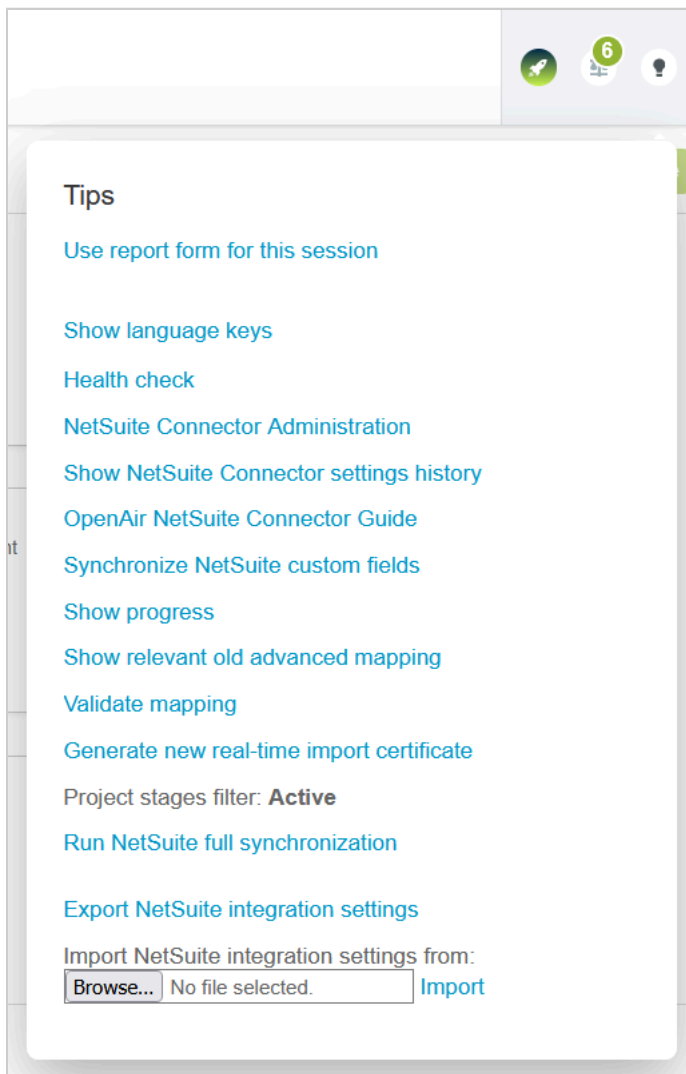 6
Tips
Use report form for this session
Show language keys
Health check
NetSuite Connector Administration
Show NetSuite Connector settings history
OpenAir NetSuite Connector Guide
nt
Synchronize NetSuite custom fields
Show progress
Show relevant old advanced mapping
Validate mapping
Generate new real-time import certificate
Project stages filter: Active
Run NetSuite full synchronization
Export NetSuite integration settings
Import NetSuite integration settings from:
Browse... No file selected. Import